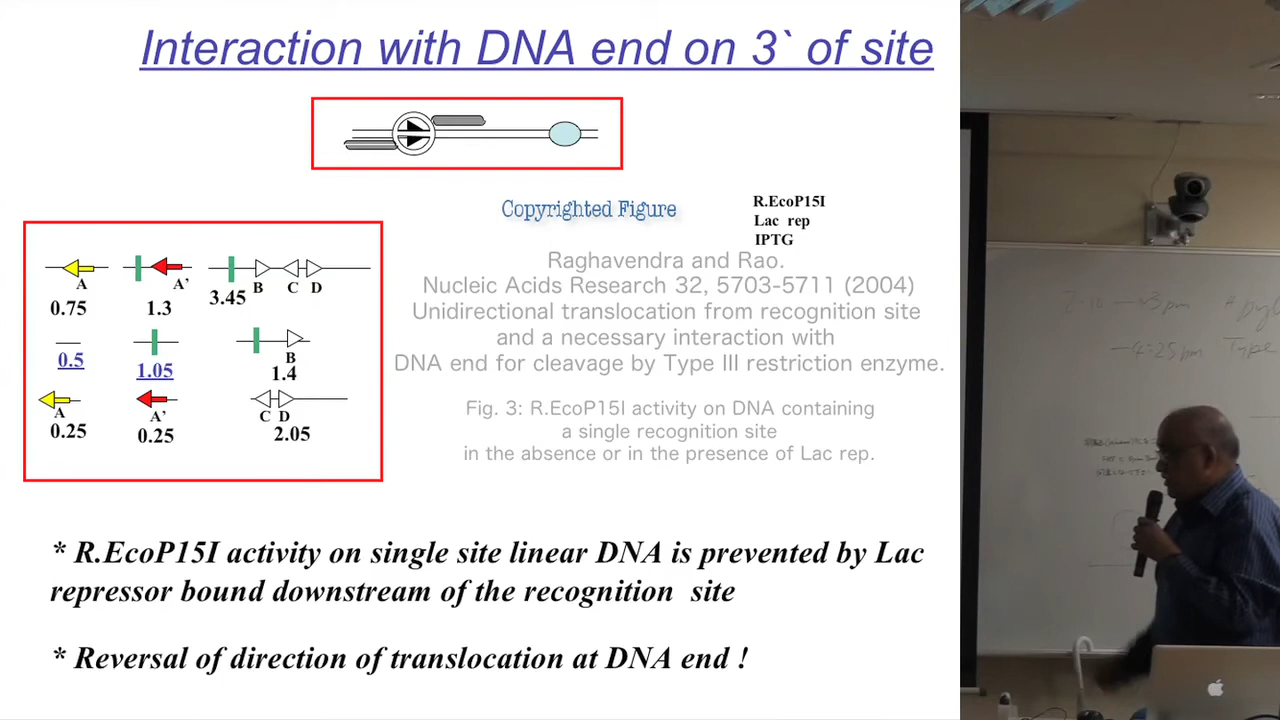 Interaction with DNA end on 3` of site
Copyrighted Figure
R.EcoP15I
Lac rep
IPTG
Raghavendra and Rao.
Nucleic Acids Research 32, 5703-5711 (2004)
Unidirectional translocation from recognition site
and a necessary interaction with
DNA end for cleavage by Type III restriction enzyme.
Fig. 3: R.EcoP15I activity on DNA containing
a single recognition site
in the absence or in the presence of Lac rep.
A A' B C D
0.75 1.3 3.45
B
0.5 1.05 1.4
A A' C D
0.25 0.25 2.05
* R.EcoP15I activity on single site linear DNA is prevented by Lac
repressor bound downstream of the recognition site
* Reversal of direction of translocation at DNA end !
3pm
4:25pm
Type